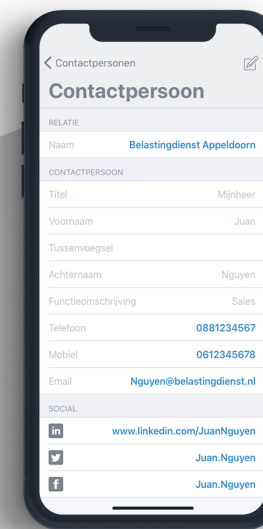 Contactpersonen
Contactpersoon
RELATIE
Naam Belastingdienst Appeldoorn
CONTACTPERSOON
Titel Mijnheer
Voornaam Juan
Tussenvoegsel
Achternaam Nguyen
Functieomschrijving Sales
Telefoon 0881234567
Mobiel 0612345678
Email Nguyen@belastingdienst.nl
SOCIAL
in www.linkedin.com/JuanNguyen
Juan.Nguyen
f Juan.Nguyen